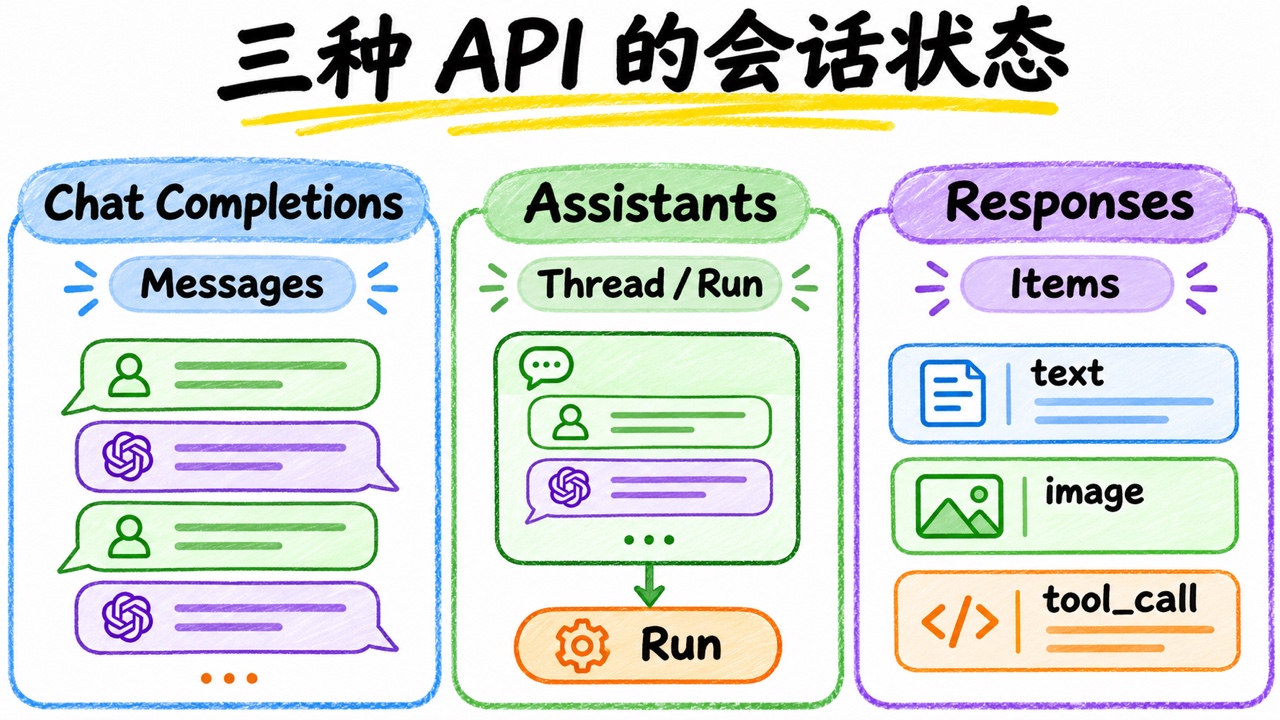 三种 API 的会话状态
Chat Completions
Messages
Assistants
Thread / Run
Run
Responses
Items
text
image
tool_call